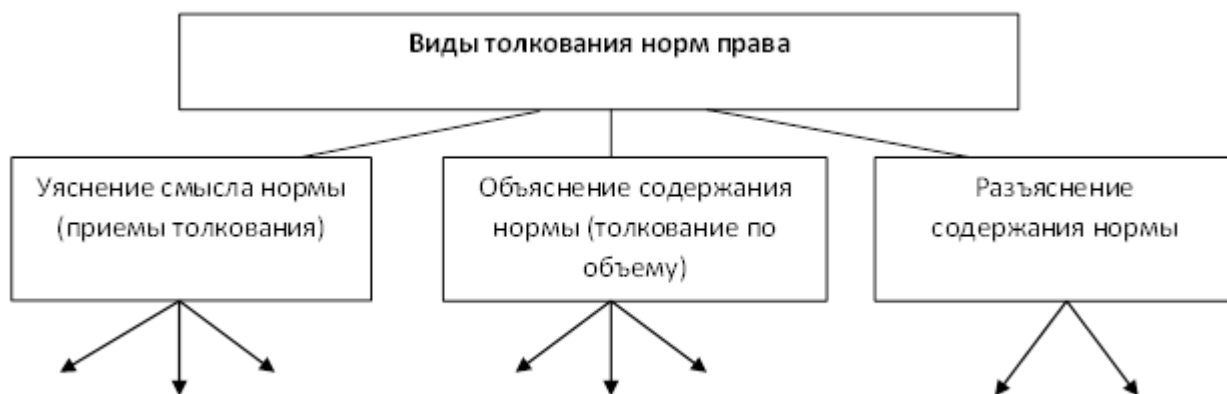 Виды толкования норм права
Уяснение смысла нормы
(приемы толкования)
Объяснение содержания
нормы (толкование по
объему)
Разъяснение
содержания нормы